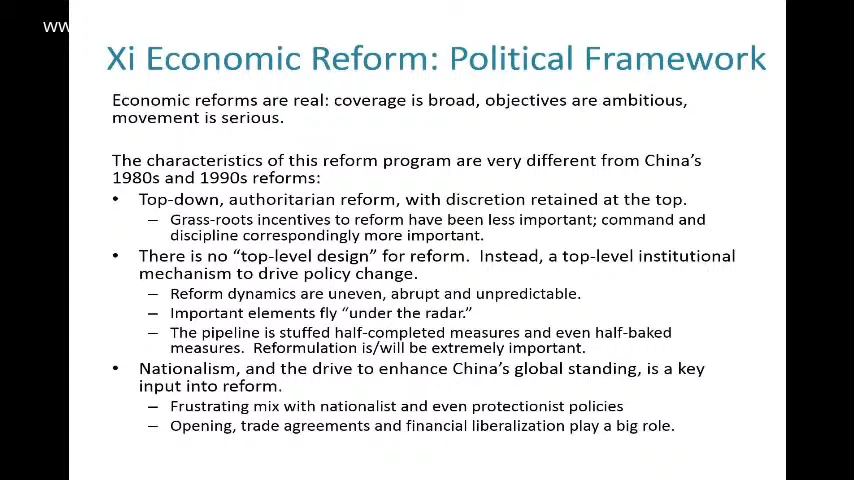 ww
Xi Economic Reform: Political Framework
Economic reforms are real: coverage is broad, objectives are ambitious,
movement is serious.
The characteristics of this reform program are very different from China's
1980s and 1990s reforms:
• Top-down, authoritarian reform, with discretion retained at the top.
– Grass-roots incentives to reform have been less important; command and
discipline correspondingly more important.
• There is no “top-level design” for reform. Instead, a top-level institutional
mechanism to drive policy change.
– Reform dynamics are uneven, abrupt and unpredictable.
– Important elements fly “under the radar.”
– The pipeline is stuffed half-completed measures and even half-baked
measures. Reformulation is/will be extremely important.
• Nationalism, and the drive to enhance China's global standing, is a key
input into reform.
– Frustrating mix with nationalist and even protectionist policies
– Opening, trade agreements and financial liberalization play a big role.